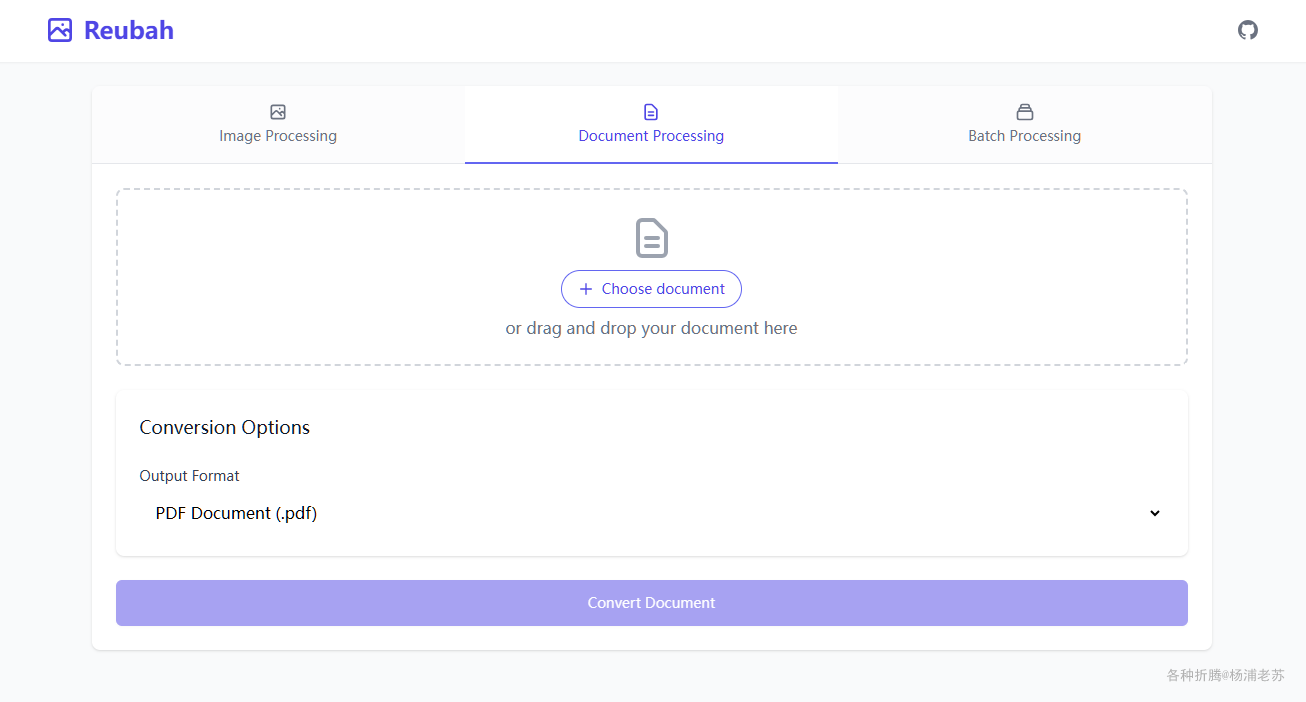 Reubah
Image Processing
Document Processing
Batch Processing
Choose document
or drag and drop your document here
Conversion Options
Output Format
PDF Document (.pdf)
Convert Document
各种折腾@杨浦老苏